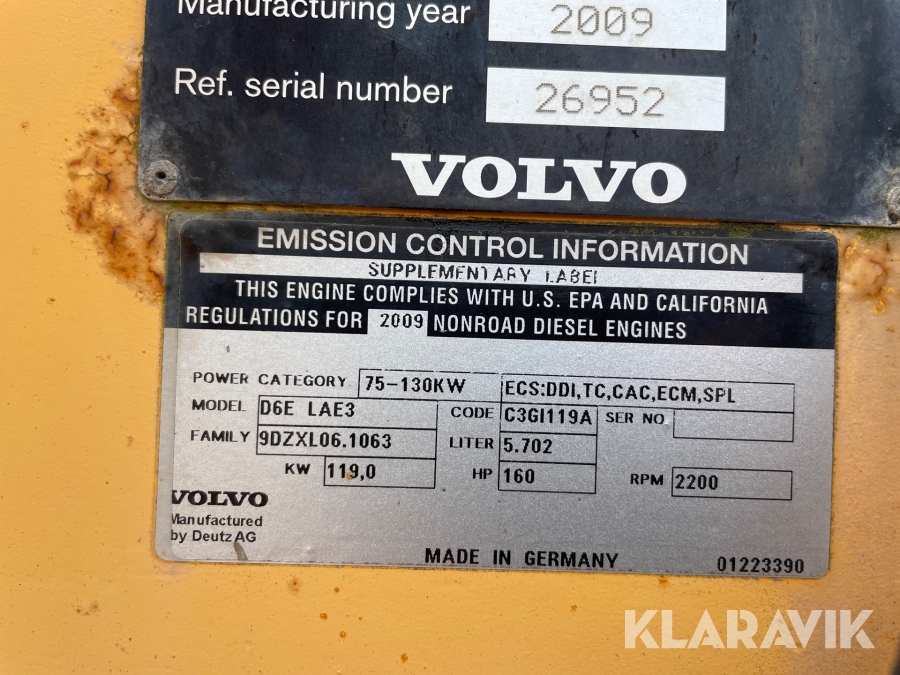 Manufacturing year 2009
Ref. serial number 26952
VOLVO
EMISSION CONTROL INFORMATION
SUPPLEMENTARY LABEL
THIS ENGINE COMPLIES WITH U.S. EPA AND CALIFORNIA
REGULATIONS FOR 2009 NONROAD DIESEL ENGINES
POWER CATEGORY 75-130KW ECS:DDI,TC,CAC,ECM,SPL
MODEL D6E LAE3 CODE C3GI119A SER NO
FAMILY 9DZXL06.1063 LITER 5.702
KW 119,0 HP 160 RPM 2200
VOLVO
Manufactured
by Deutz AG
MADE IN GERMANY 01223390
KLARAVIK